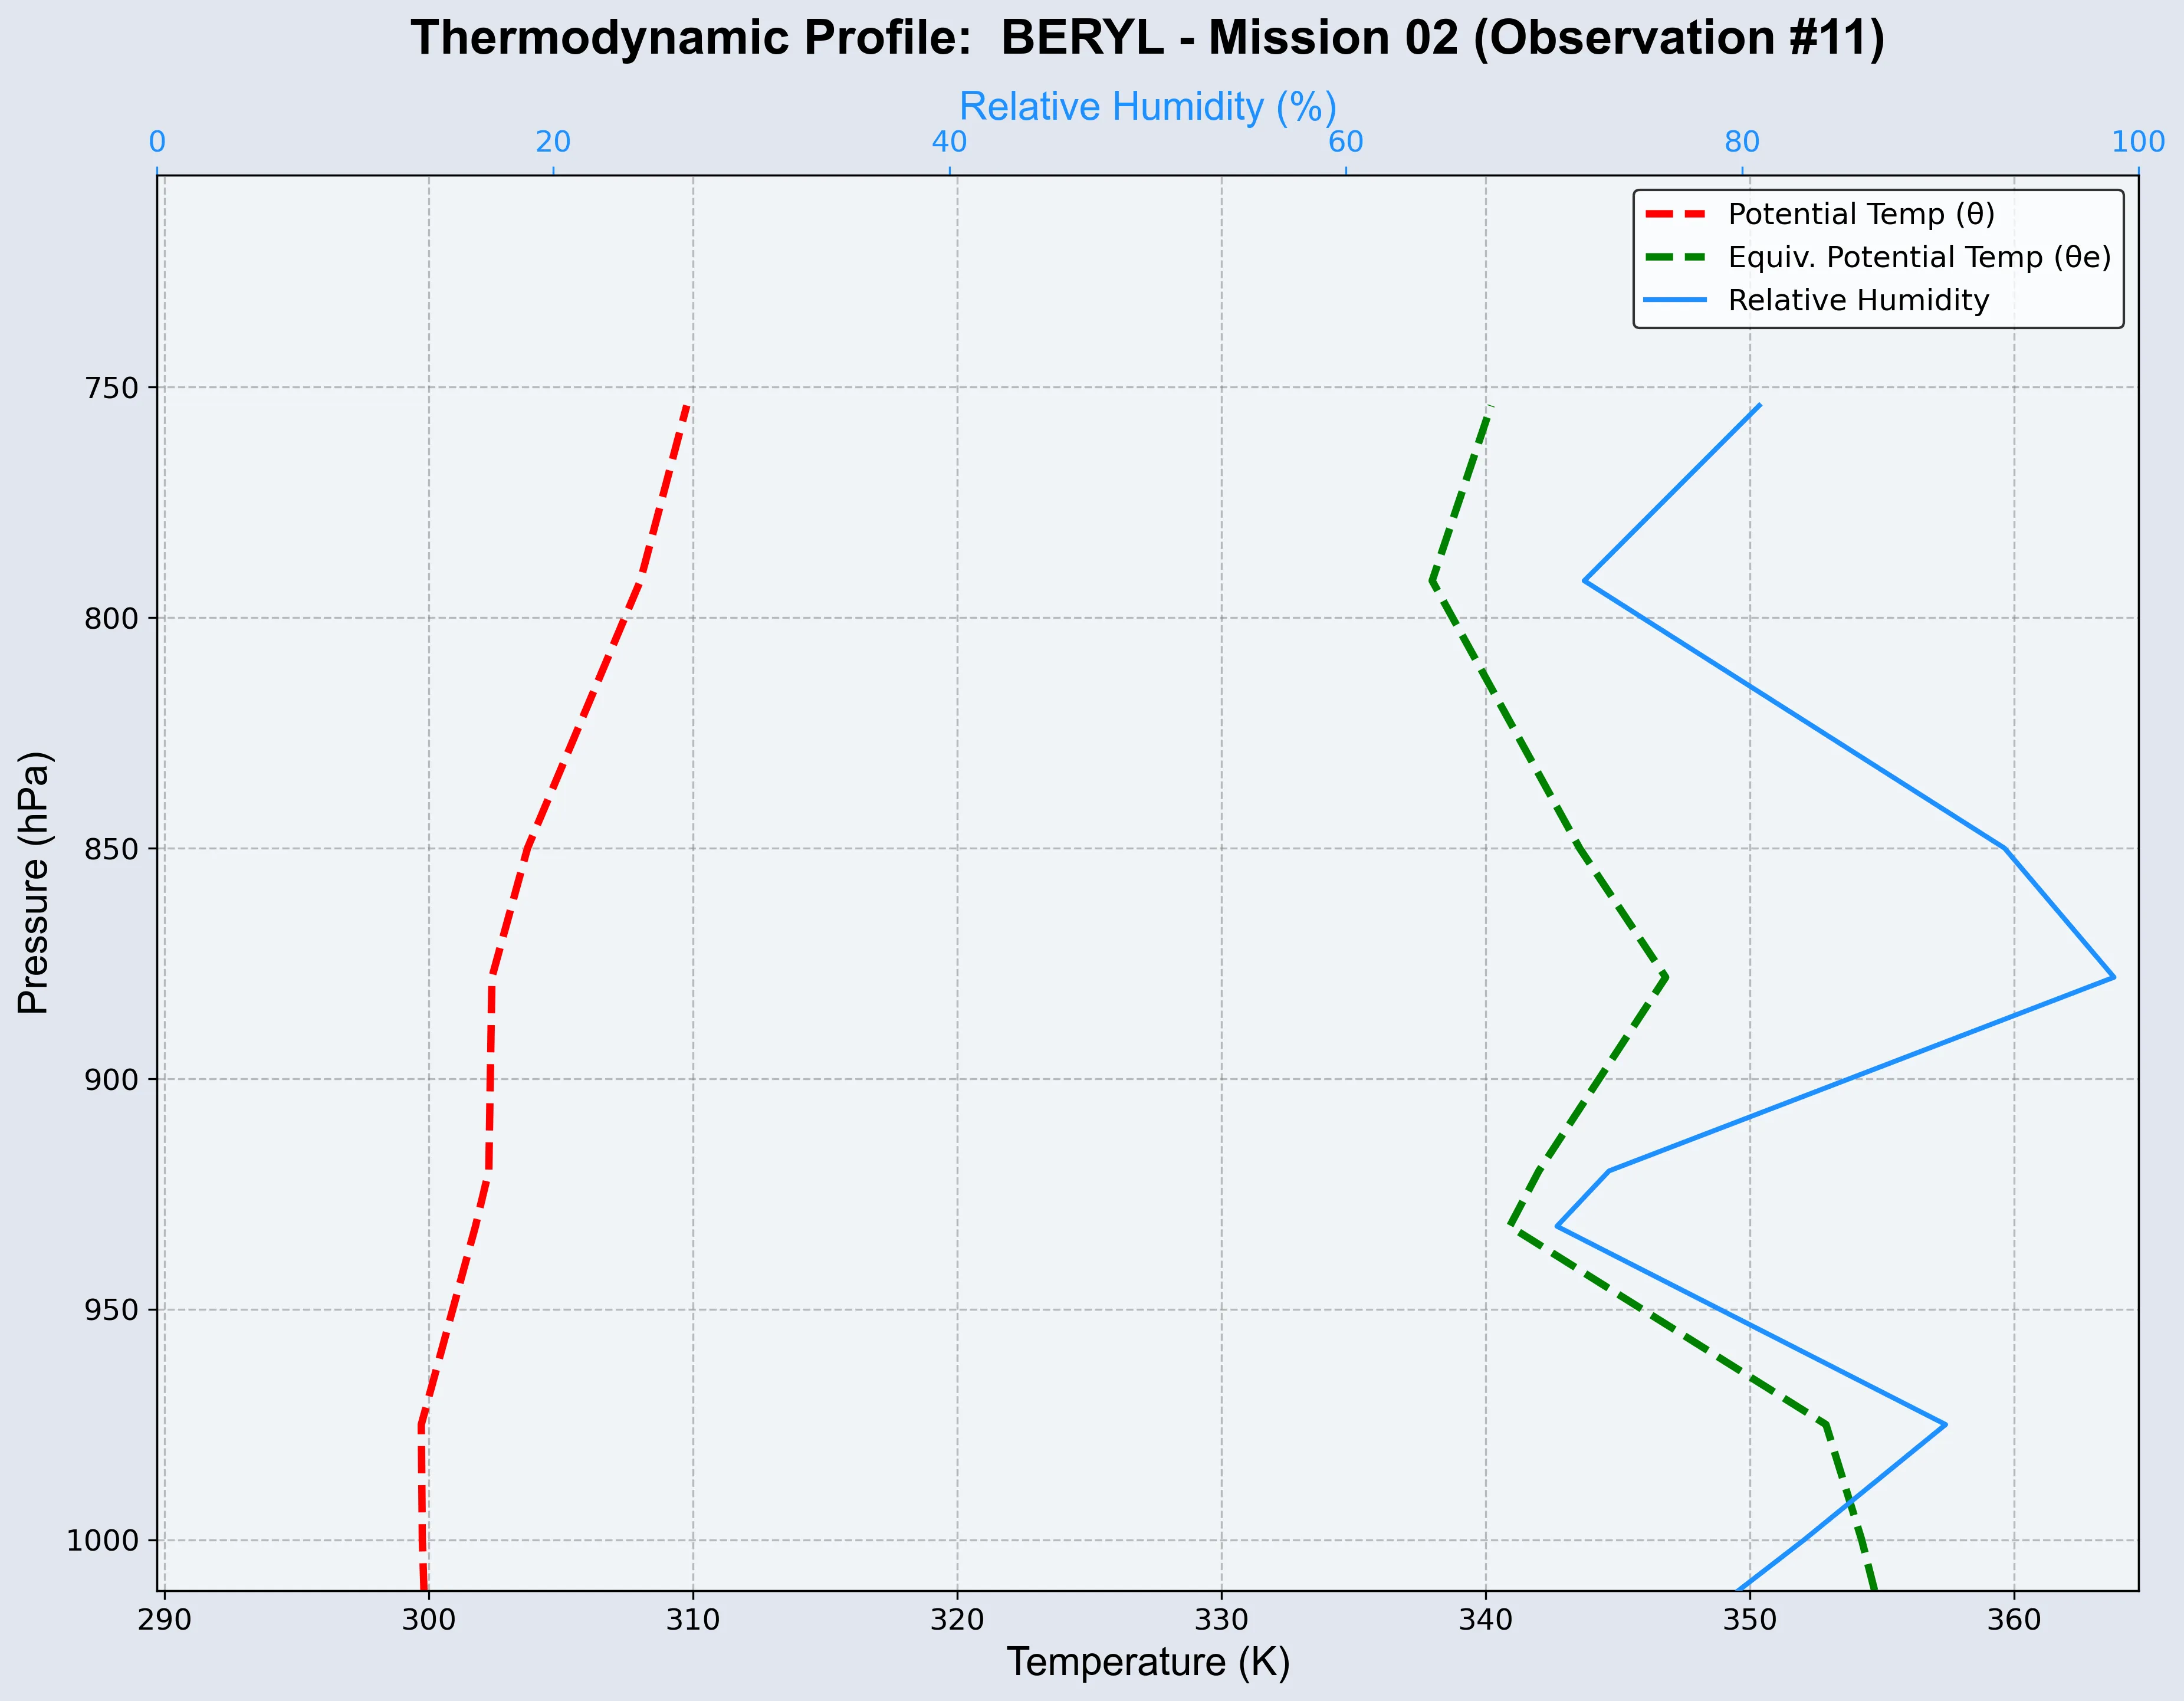 Thermodynamic Profile:  BERYL - Mission 02 (Observation #11)
Relative Humidity (%)
0 20 40 60 80 100
Potential Temp (θ)
Equiv. Potential Temp (θe)
Relative Humidity
750
800
850
900
950
1000
Pressure (hPa)
290 300 310 320 330 340 350 360
Temperature (K)